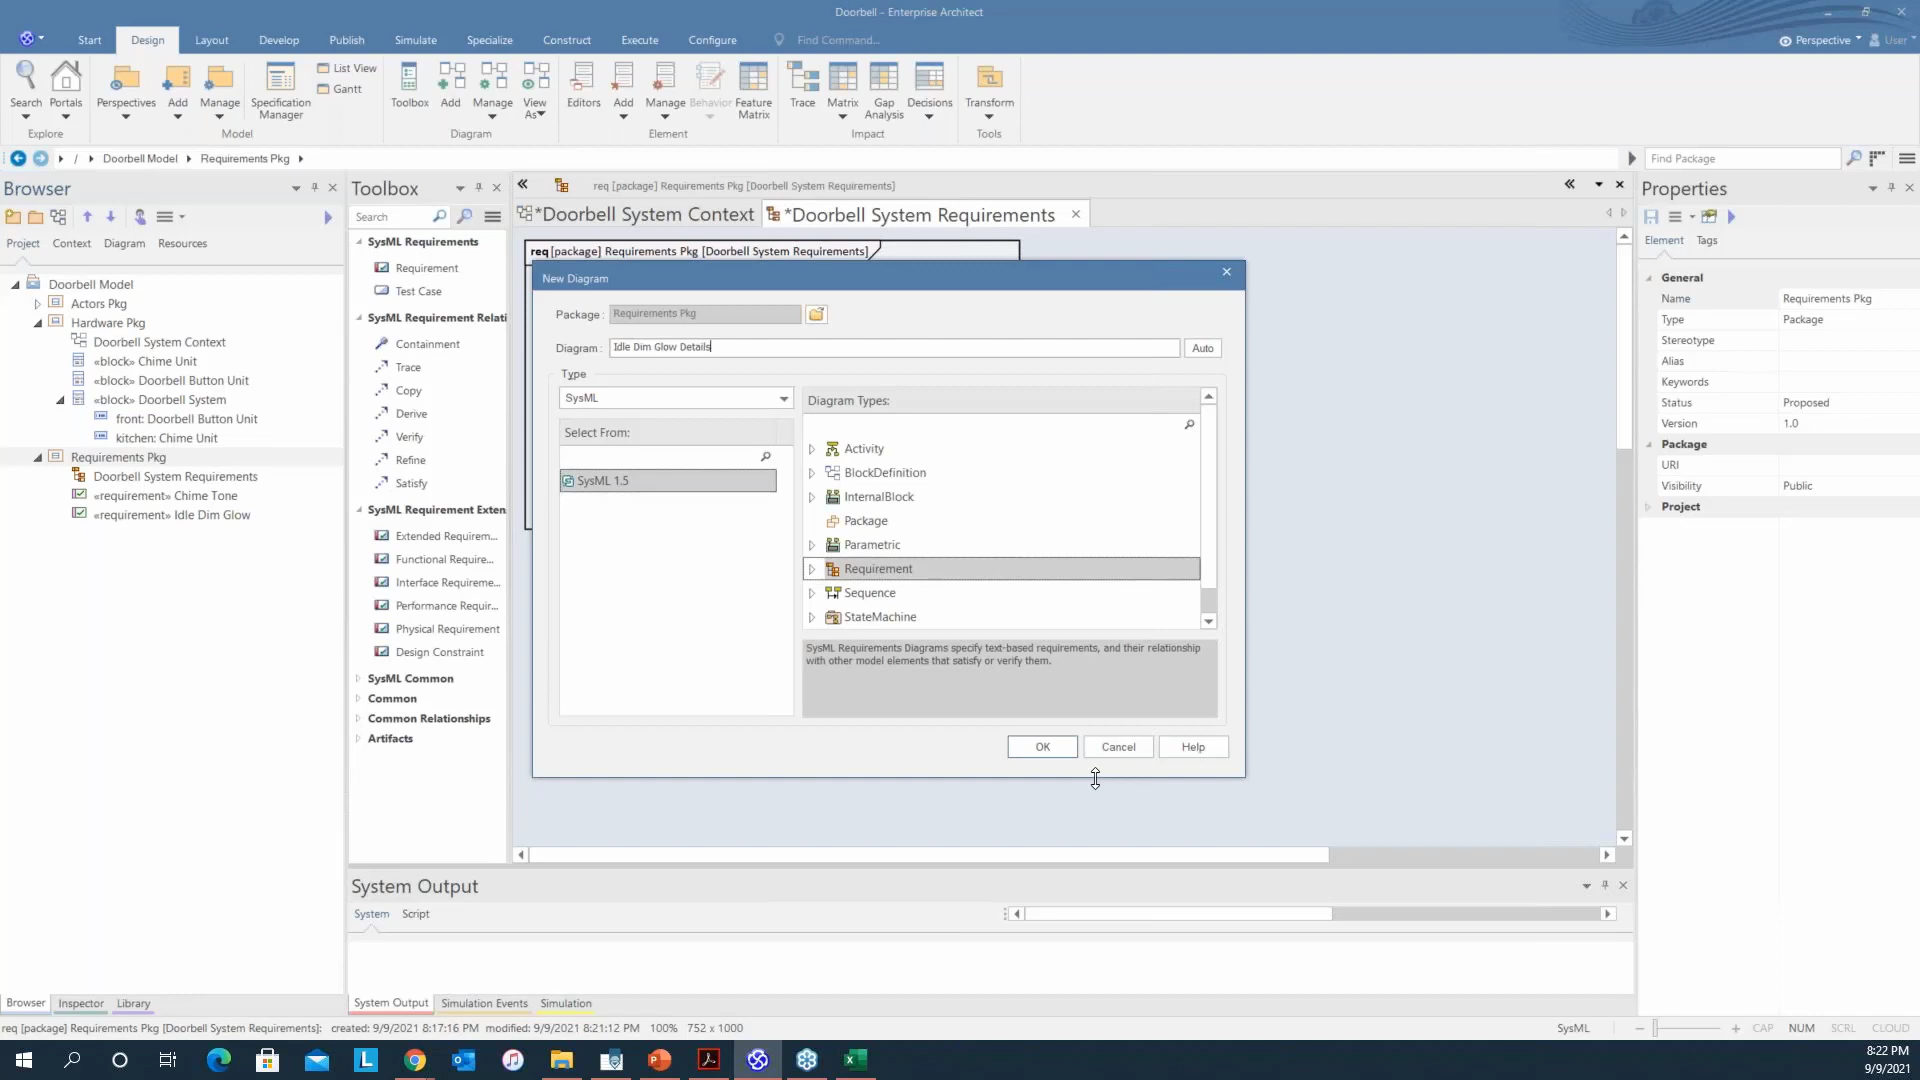 Doorbell - Enterprise Architect
Start Design Layout Develop Publish Simulate Specialize Construct Execute Configure Find Command... Perspective User
List View
Gantt
Search Portals Perspectives Add Manage Specification Manager Toolbox Add Manage View As Editors Add Manage Behavior Feature Matrix Trace Matrix Gap Analysis Decisions Transform
Explore Model Diagram Element Impact Tools
/ Doorbell Model Requirements Pkg Find Package
Browser
Project Context Diagram Resources
Doorbell Model
Actors Pkg
Hardware Pkg
Doorbell System Context
«block» Chime Unit
«block» Doorbell Button Unit
«block» Doorbell System
front: Doorbell Button Unit
kitchen: Chime Unit
Requirements Pkg
Doorbell System Requirements
«requirement» Chime Tone
«requirement» Idle Dim Glow
Browser Inspector Library
Toolbox
Search
SysML Requirements
Requirement
Test Case
SysML Requirement Relati
Containment
Trace
Copy
Derive
Verify
Refine
Satisfy
SysML Requirement Exten
Extended Requirem...
Functional Require...
Interface Requireme...
Performance Requir...
Physical Requirement
Design Constraint
SysML Common
Common
Common Relationships
Artifacts
req [package] Requirements Pkg [Doorbell System Requirements]
*Doorbell System Context *Doorbell System Requirements
req [package] Requirements Pkg [Doorbell System Requirements]
New Diagram
Package : Requirements Pkg
Diagram : Idle Dim Glow Details Auto
Type
SysML
Select From:
SysML 1.5
Diagram Types:
Activity
BlockDefinition
InternalBlock
Package
Parametric
Requirement
Sequence
StateMachine
SysML Requirements Diagrams specify text-based requirements, and their relationship
with other model elements that satisfy or verify them.
OK Cancel Help
System Output
System Script
System Output Simulation Events Simulation
Properties
Element Tags
General
Name Requirements Pkg
Type Package
Stereotype
Alias
Keywords
Status Proposed
Version 1.0
Package
URI
Visibility Public
Project
req [package] Requirements Pkg [Doorbell System Requirements]: created: 9/9/2021 8:17:16 PM modified: 9/9/2021 8:21:12 PM 100% 752 x 1000 SysML CAP NUM SCRL CLOUD
8:22 PM
9/9/2021